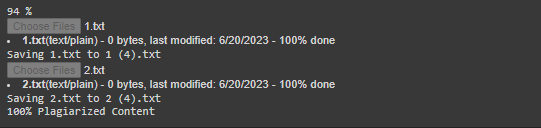 94 %
Choose Files 1.txt
• 1.txt(text/plain) - 0 bytes, last modified: 6/20/2023 - 100% done
Saving 1.txt to 1 (4).txt
Choose Files 2.txt
• 2.txt(text/plain) - 0 bytes, last modified: 6/20/2023 - 100% done
Saving 2.txt to 2 (4).txt
100% Plagiarized Content